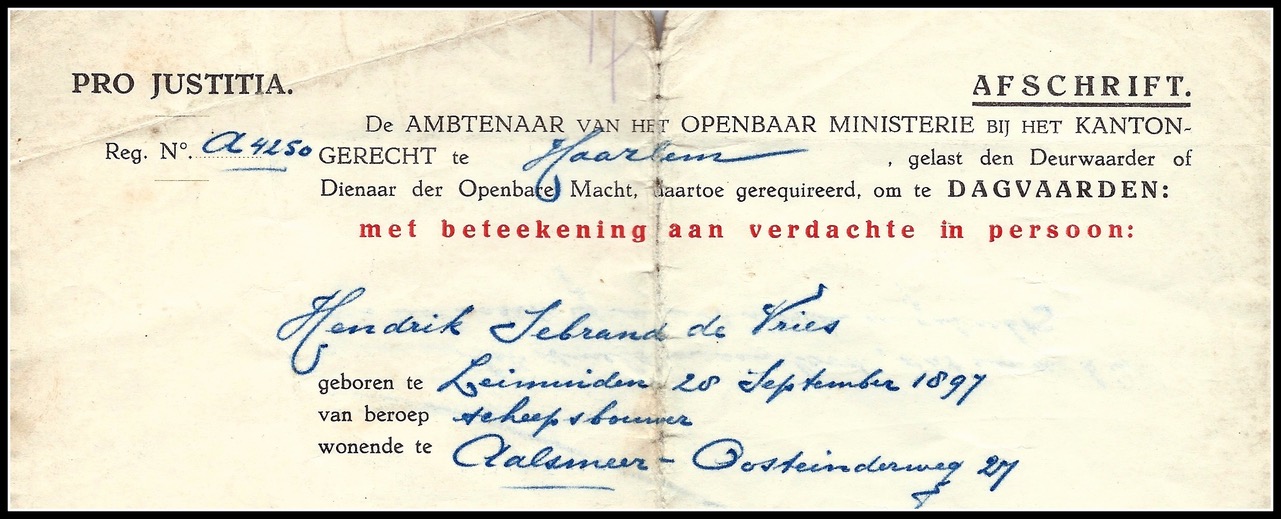 PRO JUSTITIA.
AFSCHRIFT.
De AMBTENAAR VAN HET OPENBAAR MINISTERIE BIJ HET KANTON-
Reg. N°. A 4250 GERECHT te Haarlem, gelast den Deurwaarder of
Dienaar der Openbare Macht, daartoe gerequireerd, om te DAGVAARDEN:
met beteekening aan verdachte in persoon:
Hendrik Sebrand de Vries
geboren te Leimuiden 28 September 1897
van beroep scheepsbouwer
wonende te Aalsmeer - Oosteinderweg 27